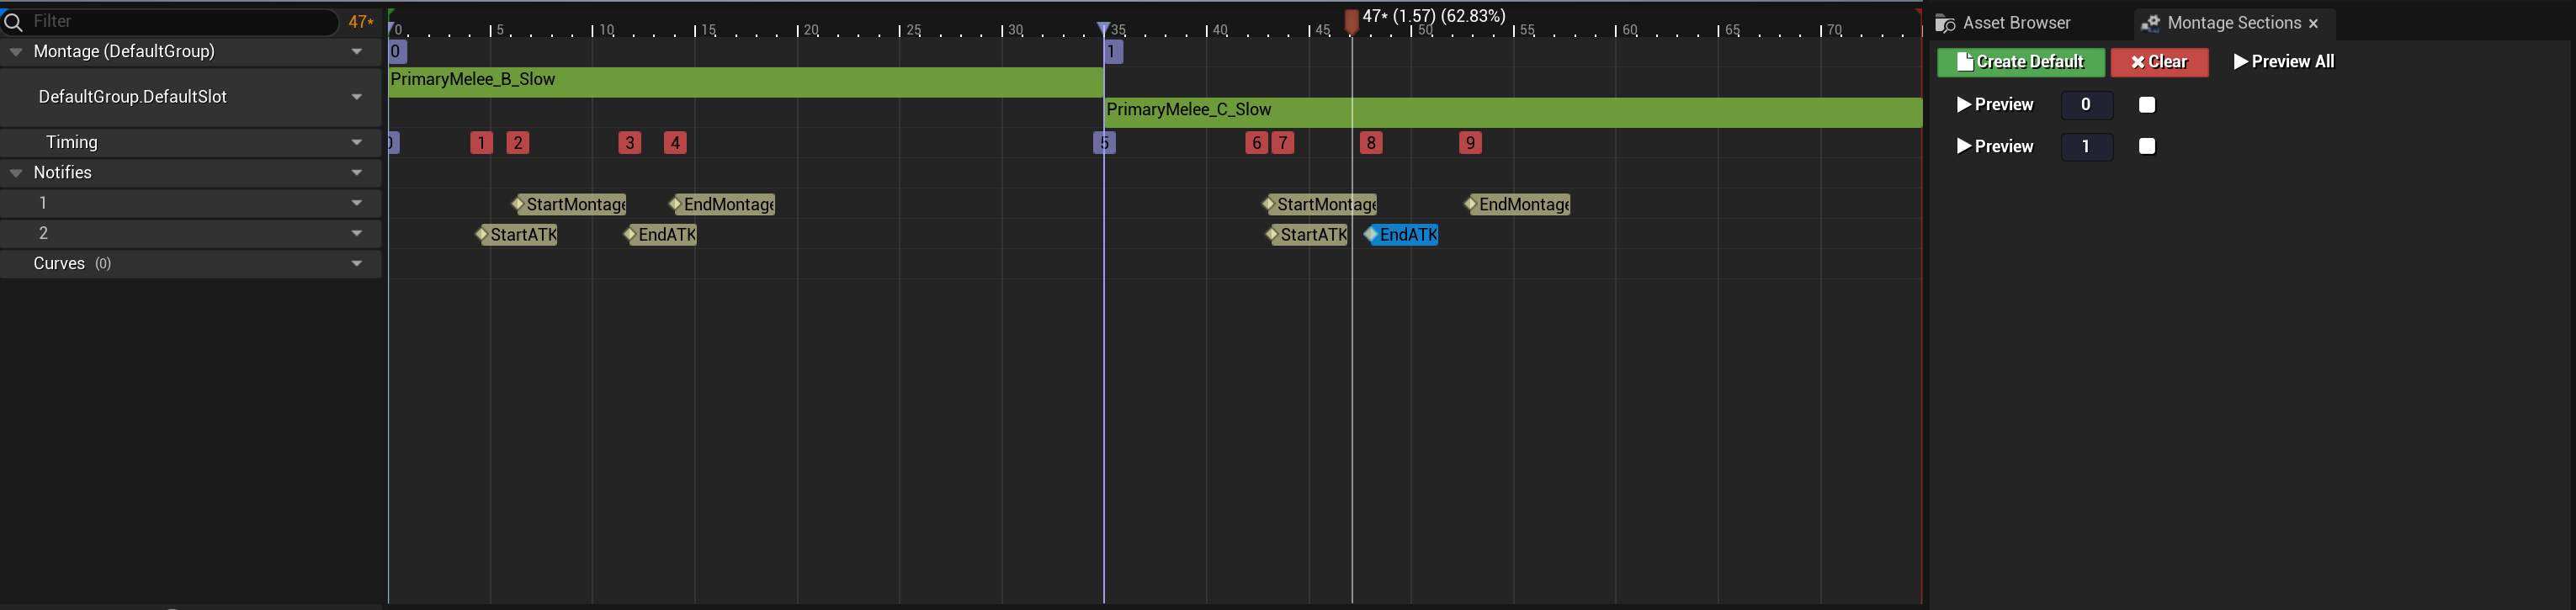 Filter 47*
47* (1.57) (62.83%)
0 5 10 15 20 25 30 35 40 45 50 55 60 65 70
Asset Browser Montage Sections
Montage (DefaultGroup)
0 1
Create Default Clear Preview All
PrimaryMelee_B_Slow
DefaultGroup.DefaultSlot
PrimaryMelee_C_Slow
Preview 0
Timing
0 1 2 3 4 5 6 7 8 9
Preview 1
Notifies
1 StartMontage EndMontage StartMontage EndMontage
2 StartATK EndATK StartATK EndATK
Curves (0)